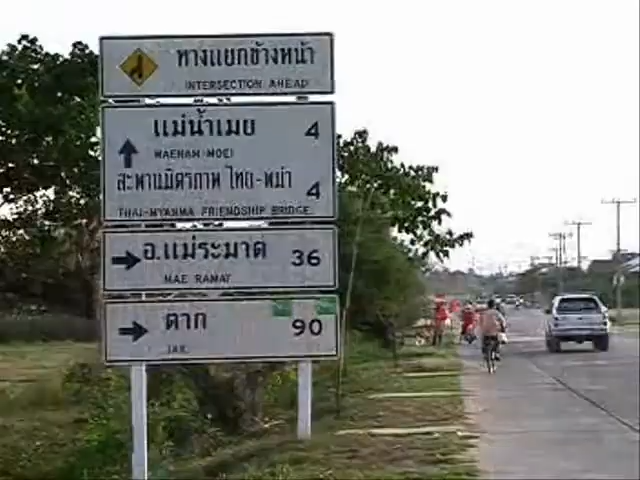 ทางแยกข้างหน้า
INTERSECTION AHEAD
แม่น้ำเมย 4
MAENAM MOEI
สะพานมิตรภาพ ไทย-พม่า 4
THAI-MYANMA FRIENDSHIP BRIDGE
อ.แม่ระมาด 36
MAE RAMAT
ตาก 90
TAK